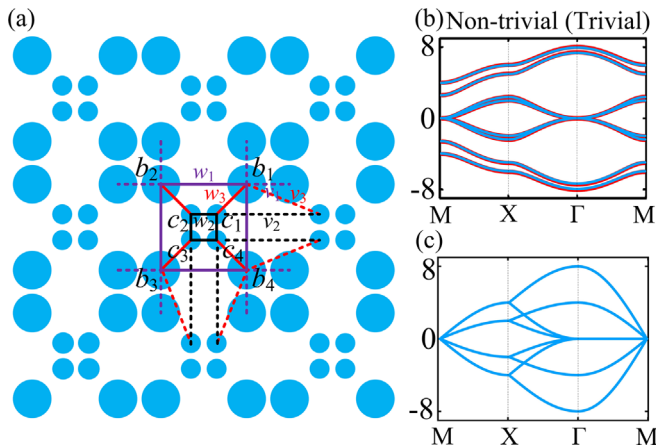 (a)
w₁
b₂
b₁
w₃
v₁
v₃
c₂
w₂
c₁
v₂
c₃
c₄
b₃
b₄
(b)
Non-trivial (Trivial)
8
0
-8
M X Γ M
(c)
8
0
-8
M X Γ M